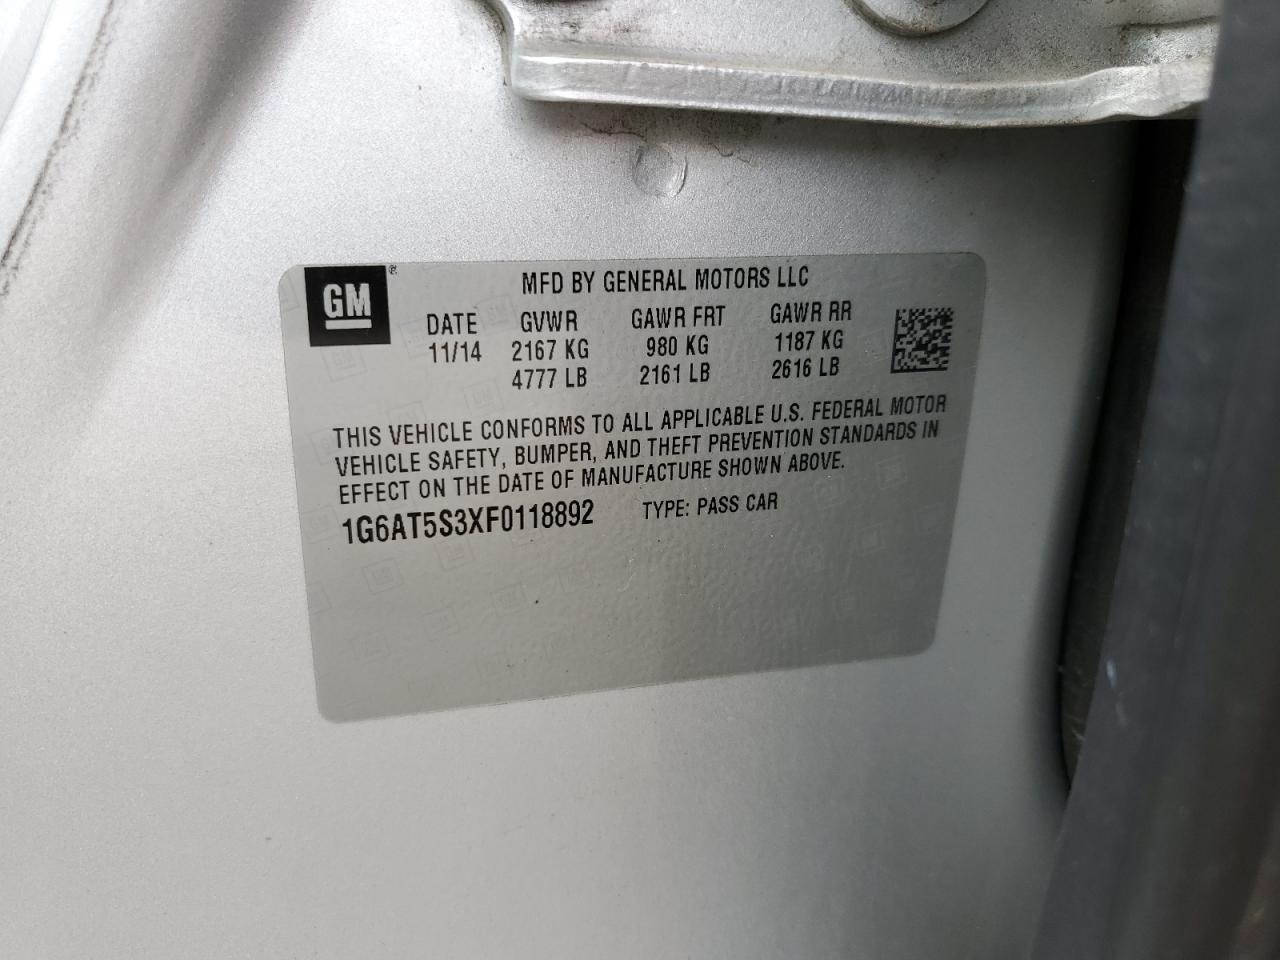 GM®
MFD BY GENERAL MOTORS LLC
DATE GVWR GAWR FRT GAWR RR
11/14 2167 KG 980 KG 1187 KG
4777 LB 2161 LB 2616 LB
THIS VEHICLE CONFORMS TO ALL APPLICABLE U.S. FEDERAL MOTOR
VEHICLE SAFETY, BUMPER, AND THEFT PREVENTION STANDARDS IN
EFFECT ON THE DATE OF MANUFACTURE SHOWN ABOVE.
1G6AT5S3XF0118892 TYPE: PASS CAR